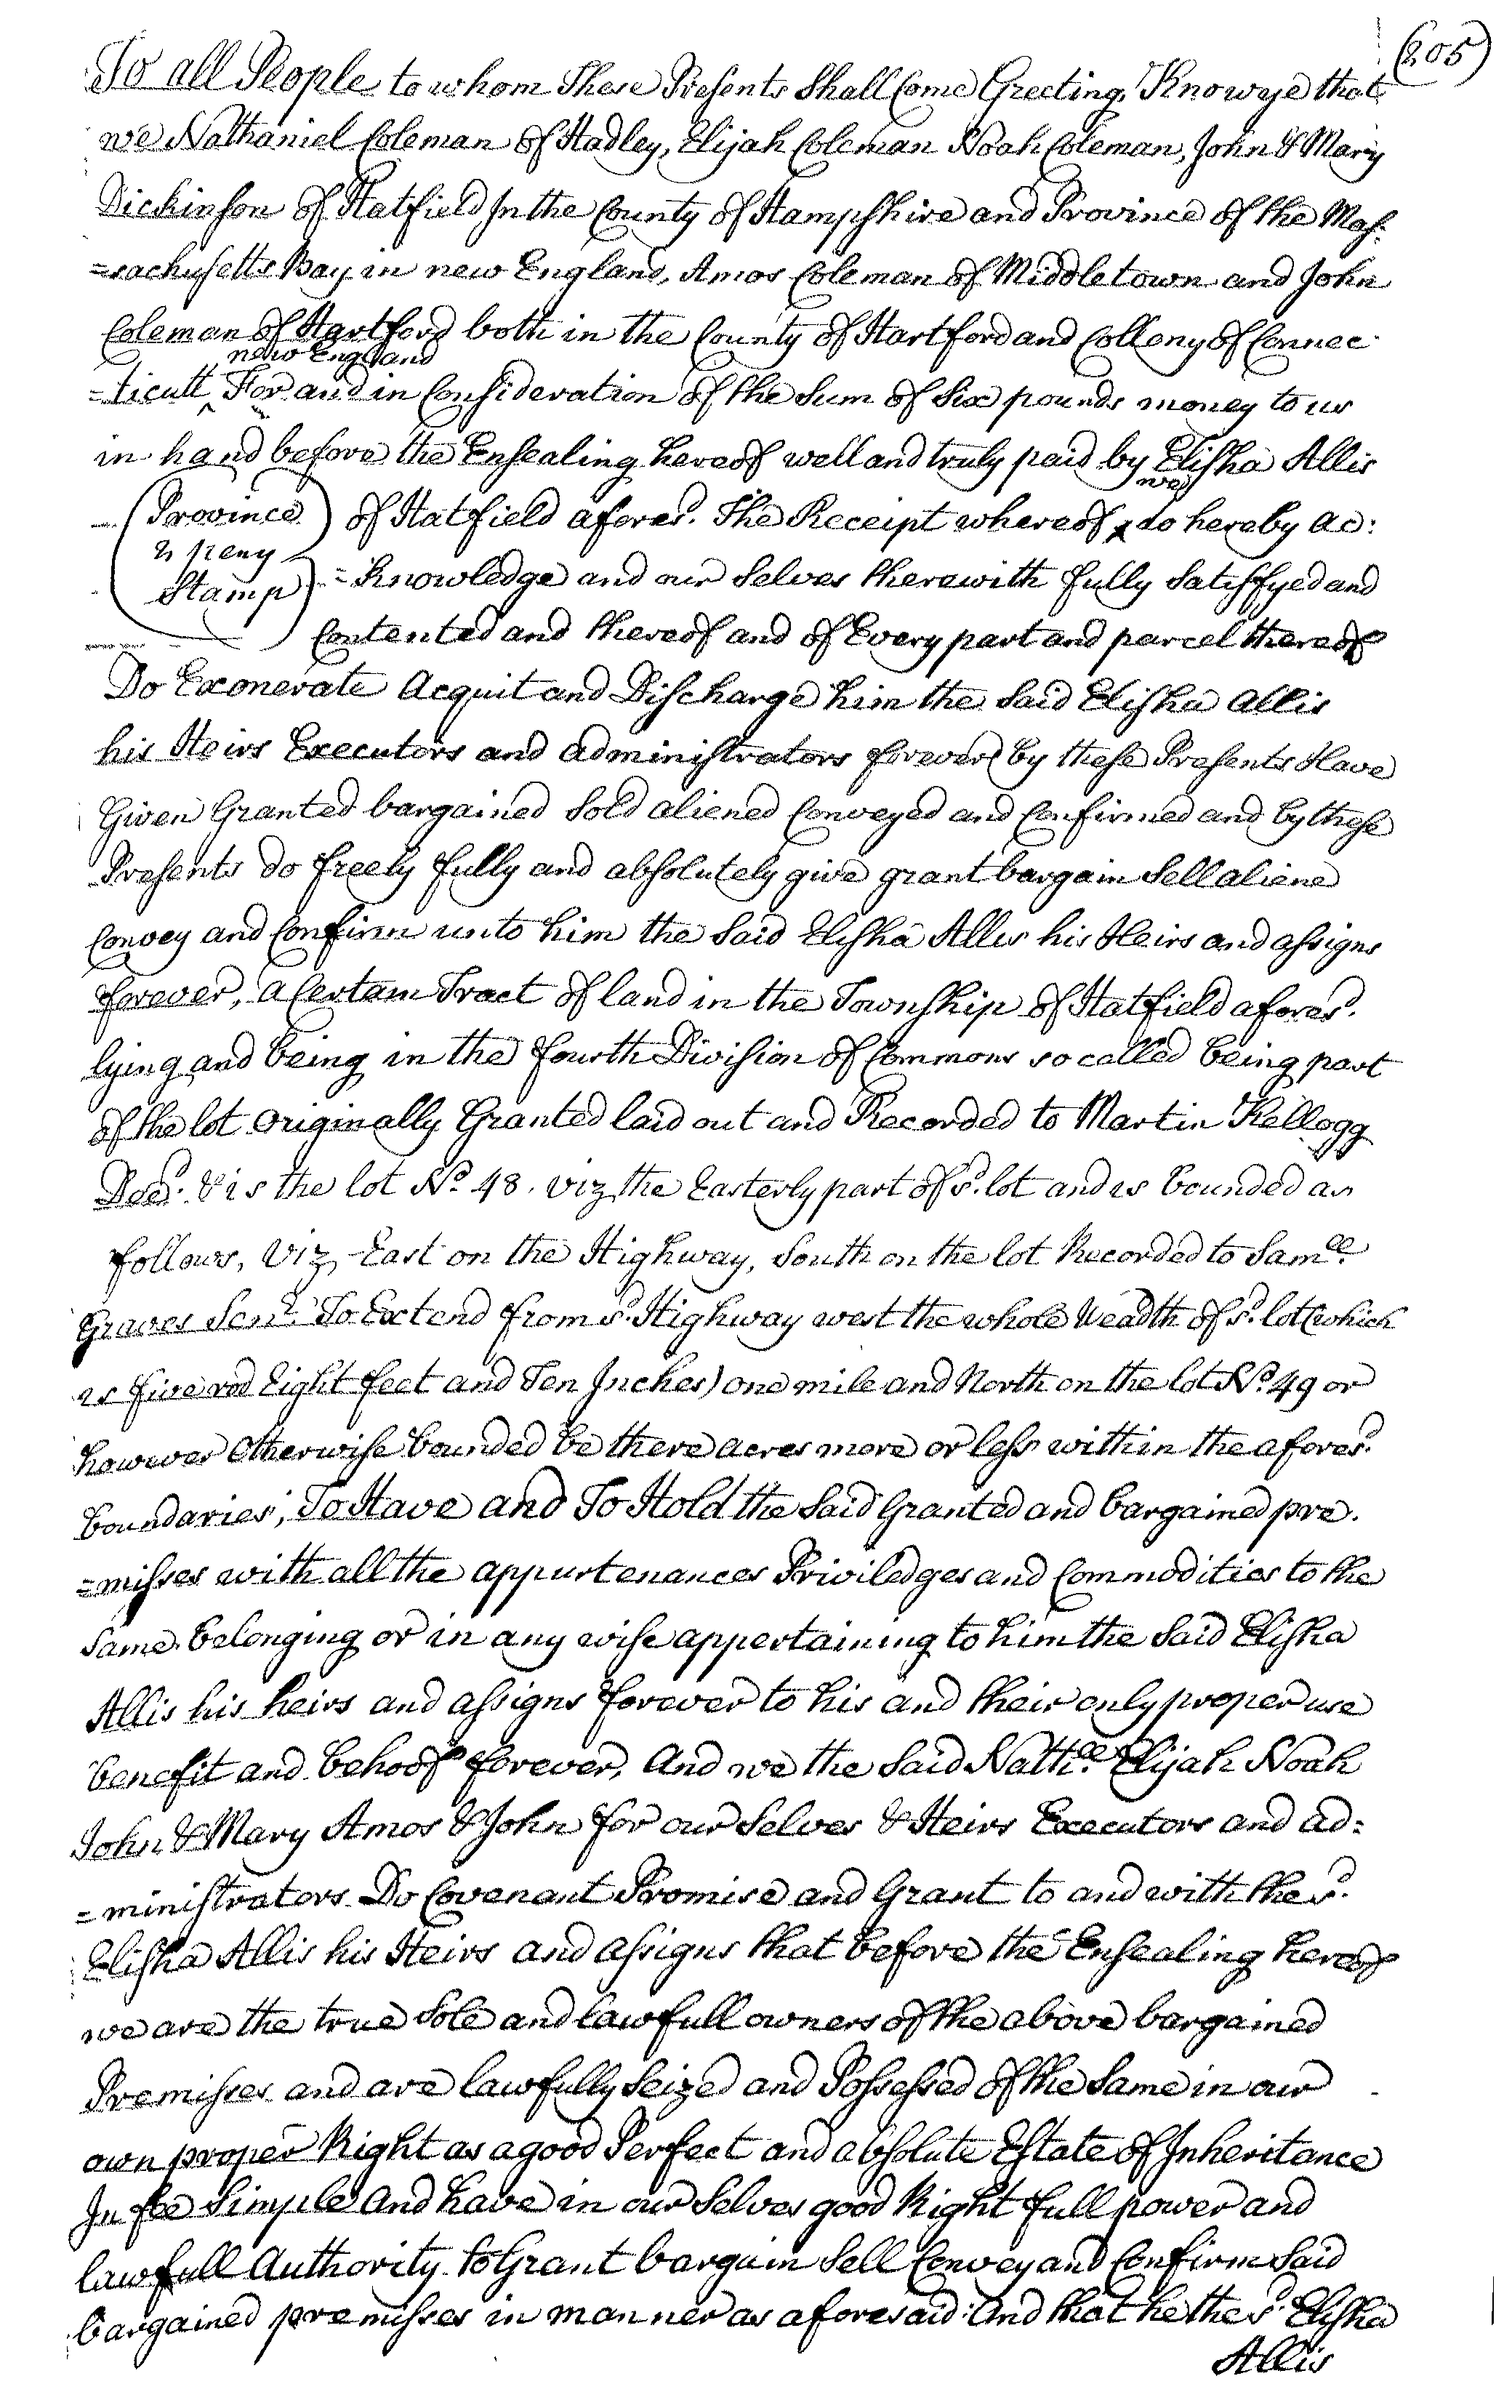 (205)
To all People to whom These Presents Shall Come Greeting, Know ye that
we Nathaniel Coleman of Hadley, Elijah Coleman Noah Coleman, John & Mary
Dickinson of Hatfield In the County of Hampshire and Province of the Mas:
=sachusetts Bay in new England, Amos Coleman of Middletown and John
Coleman of Hartford both in the County of Hartford and Collony of Connec
new England
=ticutt ^ For and in Consideration of the Sum of Six pounds money to us
in hand before the Ensealing hereof well and truly paid by Elisha Allis
we
Province of Hatfield afores.d The Receipt whereof ^ do hereby ac:
2 peny
Stamp =knowledge and our Selves therewith fully Satisfyed and
Contented and thereof and of Every part and parcel thereof
Do Exonerate Acquit and Discharge him the Said Elisha Allis
his Heirs Executors and administrators forever by these Presents Have
Given Granted bargained Sold aliened Conveyed and Confirmed and by these
Presents do freely fully and absolutely give grant bargain Sell aliene
Convey and Confirm unto him the Said Elisha Allis his Heirs and assigns
forever, a Certain Tract of land in the Township of Hatfield afores.d
lying and being in the fourth Division of Commons so called being part
of the lot originally Granted laid out and Recorded to Martin Kellogg
Decd. & is the lot No. 48. viz the Easterly part of s.d lot and is bounded as
follows, Viz, East on the Highway, South on the lot Recorded to Samll.
Graves Senr. To Extend from s.d Highway west the whole Weadth of s.d lot (which
is five rod Eight feet and Ten Inches) one mile and North on the lot No. 49 or
however otherwise bounded be there acres more or less within the afores.d
boundaries, To Have and To Hold the Said Granted and bargained pre.
=misses with all the appurtenances Priviledges and Commodities to the
Same belonging or in any wise appertaining to him the Said Elisha
Allis his heirs and assigns forever to his and their only proper use
benefit and behoof forever, And we the Said Nathll. Elijah Noah
John & Mary Amos & John for our Selves & Heirs Executors and ad:
=ministrators Do Covenant Promise and Grant to and with the s.d
Elisha Allis his Heirs and assigns that before the Ensealing hereof
we are the true Sole and lawfull owners of the above bargained
Premisses and are lawfully Seized and Possessed of the Same in our
own proper Right as a good Perfect and absolute Estate of Inheritance
In fee Simple And have in our Selves good Right full power and
lawfull Authority to Grant bargain Sell Convey and Confirm Said
bargained premisses in manner as aforesaid: And that he the s.d Elisha
Allis